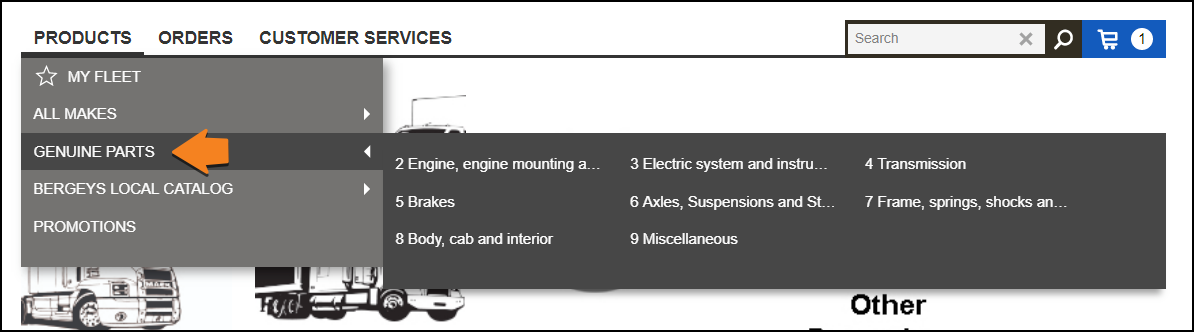 PRODUCTS ORDERS CUSTOMER SERVICES Search 1
MY FLEET
ALL MAKES
GENUINE PARTS
BERGEYS LOCAL CATALOG
PROMOTIONS
2 Engine, engine mounting a... 3 Electric system and instru... 4 Transmission
5 Brakes 6 Axles, Suspensions and St... 7 Frame, springs, shocks an...
8 Body, cab and interior 9 Miscellaneous
MACK
Other